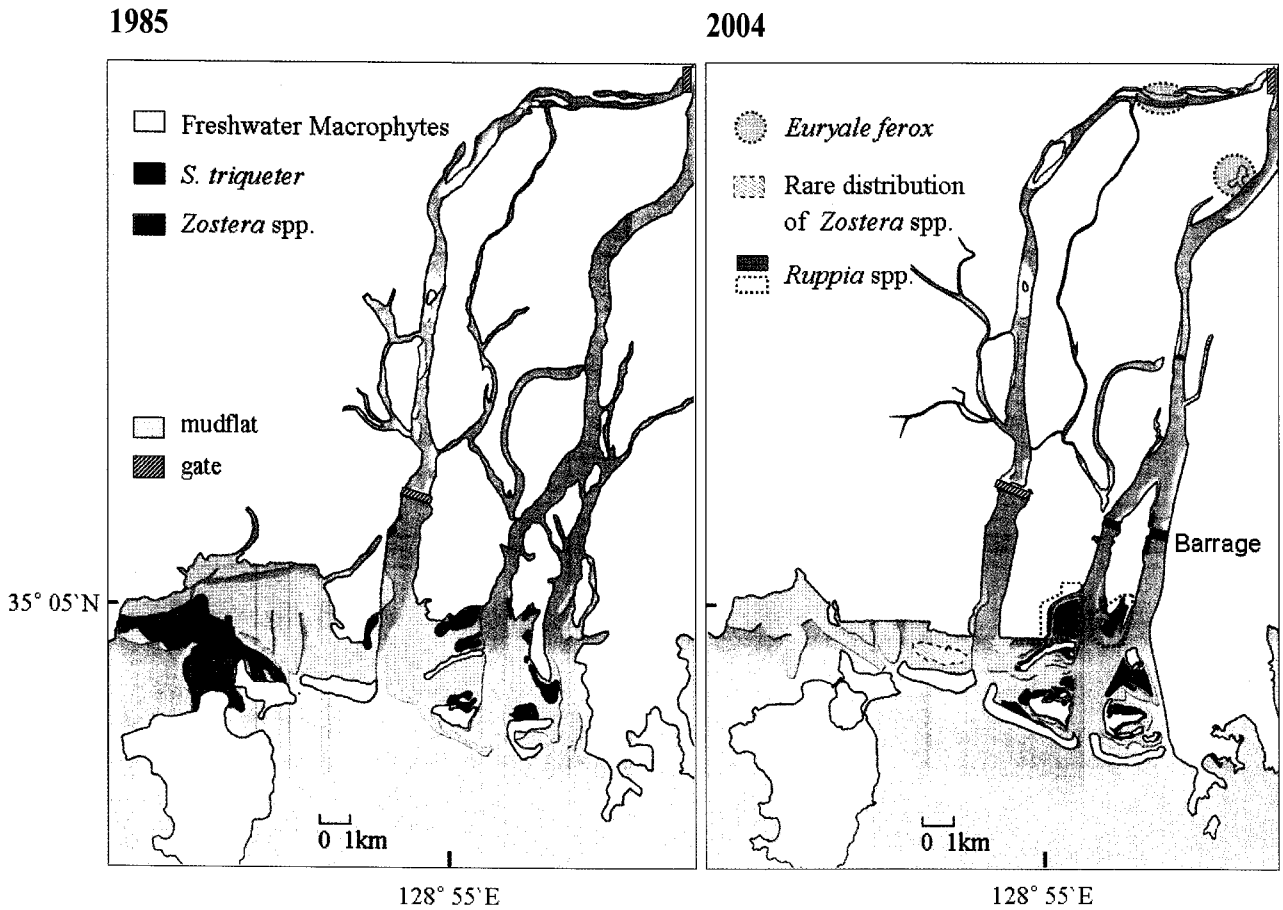 1985
Freshwater Macrophytes
S. triqueter
Zostera spp.
mudflat
gate
35° 05`N
0 1km
128° 55`E
2004
Euryale ferox
Rare distribution
of Zostera spp.
Ruppia spp.
Barrage
0 1km
128° 55`E